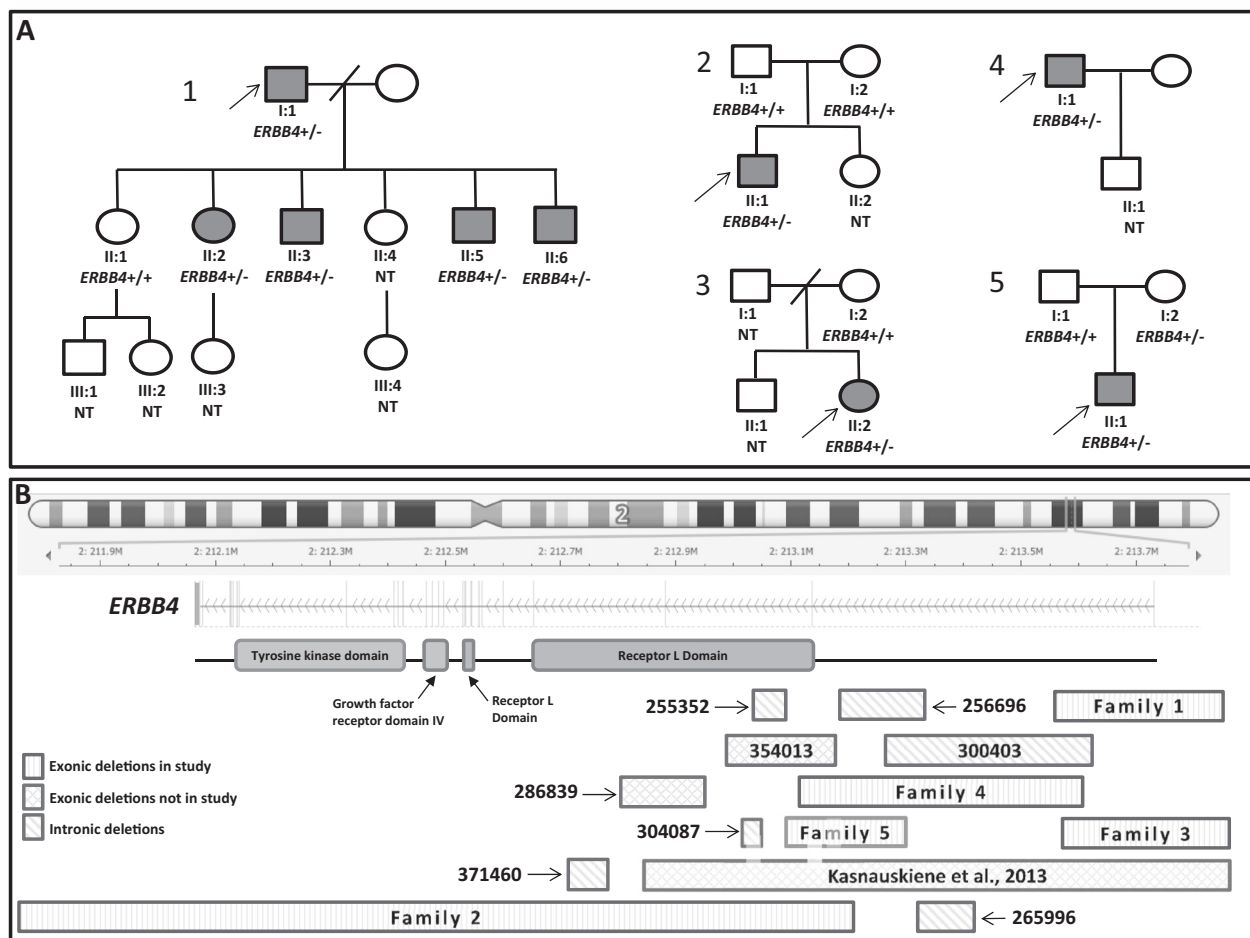 A
1
I:1
ERBB4+/-
II:1
ERBB4+/+
II:2
ERBB4+/-
II:3
ERBB4+/-
II:4
NT
II:5
ERBB4+/-
II:6
ERBB4+/-
III:1
NT
III:2
NT
III:3
NT
III:4
NT
2
I:1
ERBB4+/+
I:2
ERBB4+/+
II:1
ERBB4+/-
II:2
NT
3
I:1
NT
I:2
ERBB4+/+
II:1
NT
II:2
ERBB4+/-
4
I:1
ERBB4+/-
II:1
NT
5
I:1
ERBB4+/+
I:2
ERBB4+/-
II:1
ERBB4+/-
B
2
2: 211.9M 2: 212.1M 2: 212.3M 2: 212.5M 2: 212.7M 2: 212.9M 2: 213.1M 2: 213.3M 2: 213.5M 2: 213.7M
ERBB4
Tyrosine kinase domain
Receptor L Domain
Growth factor
receptor domain IV
Receptor L
Domain
255352
256696
Family 1
Exonic deletions in study
Exonic deletions not in study
Intronic deletions
354013
300403
286839
Family 4
304087
Family 5
Family 3
371460
Kasnauskiene et al., 2013
Family 2
265996